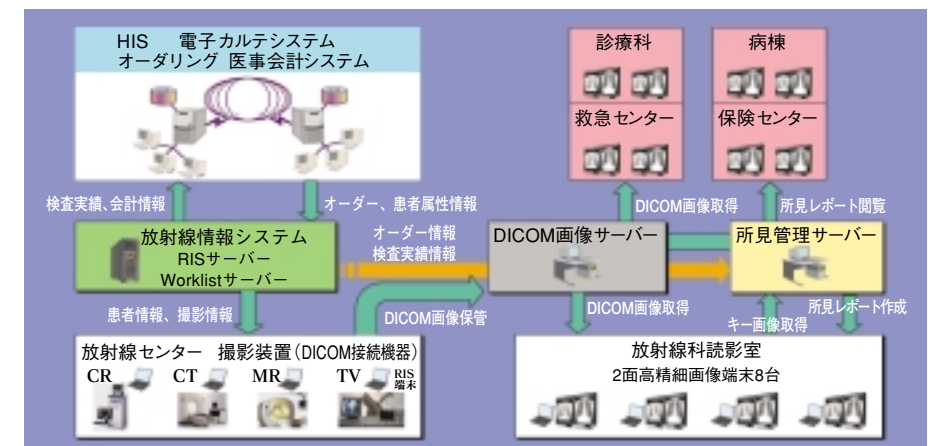 HIS 電子カルテシステム
オーダリング 医事会計システム
診療科
病棟
救急センター
保険センター
検査実績、会計情報
オーダー、患者属性情報
DICOM画像取得
所見レポート閲覧
放射線情報システム
RISサーバー
Worklistサーバー
オーダー情報
検査実績情報
DICOM画像サーバー
所見管理サーバー
患者情報、撮影情報
DICOM画像保管
DICOM画像取得
キー画像取得
所見レポート作成
放射線センター 撮影装置(DICOM接続機器)
CR
CT
MR
TV
RIS
端末
放射線科読影室
2面高精細画像端末8台